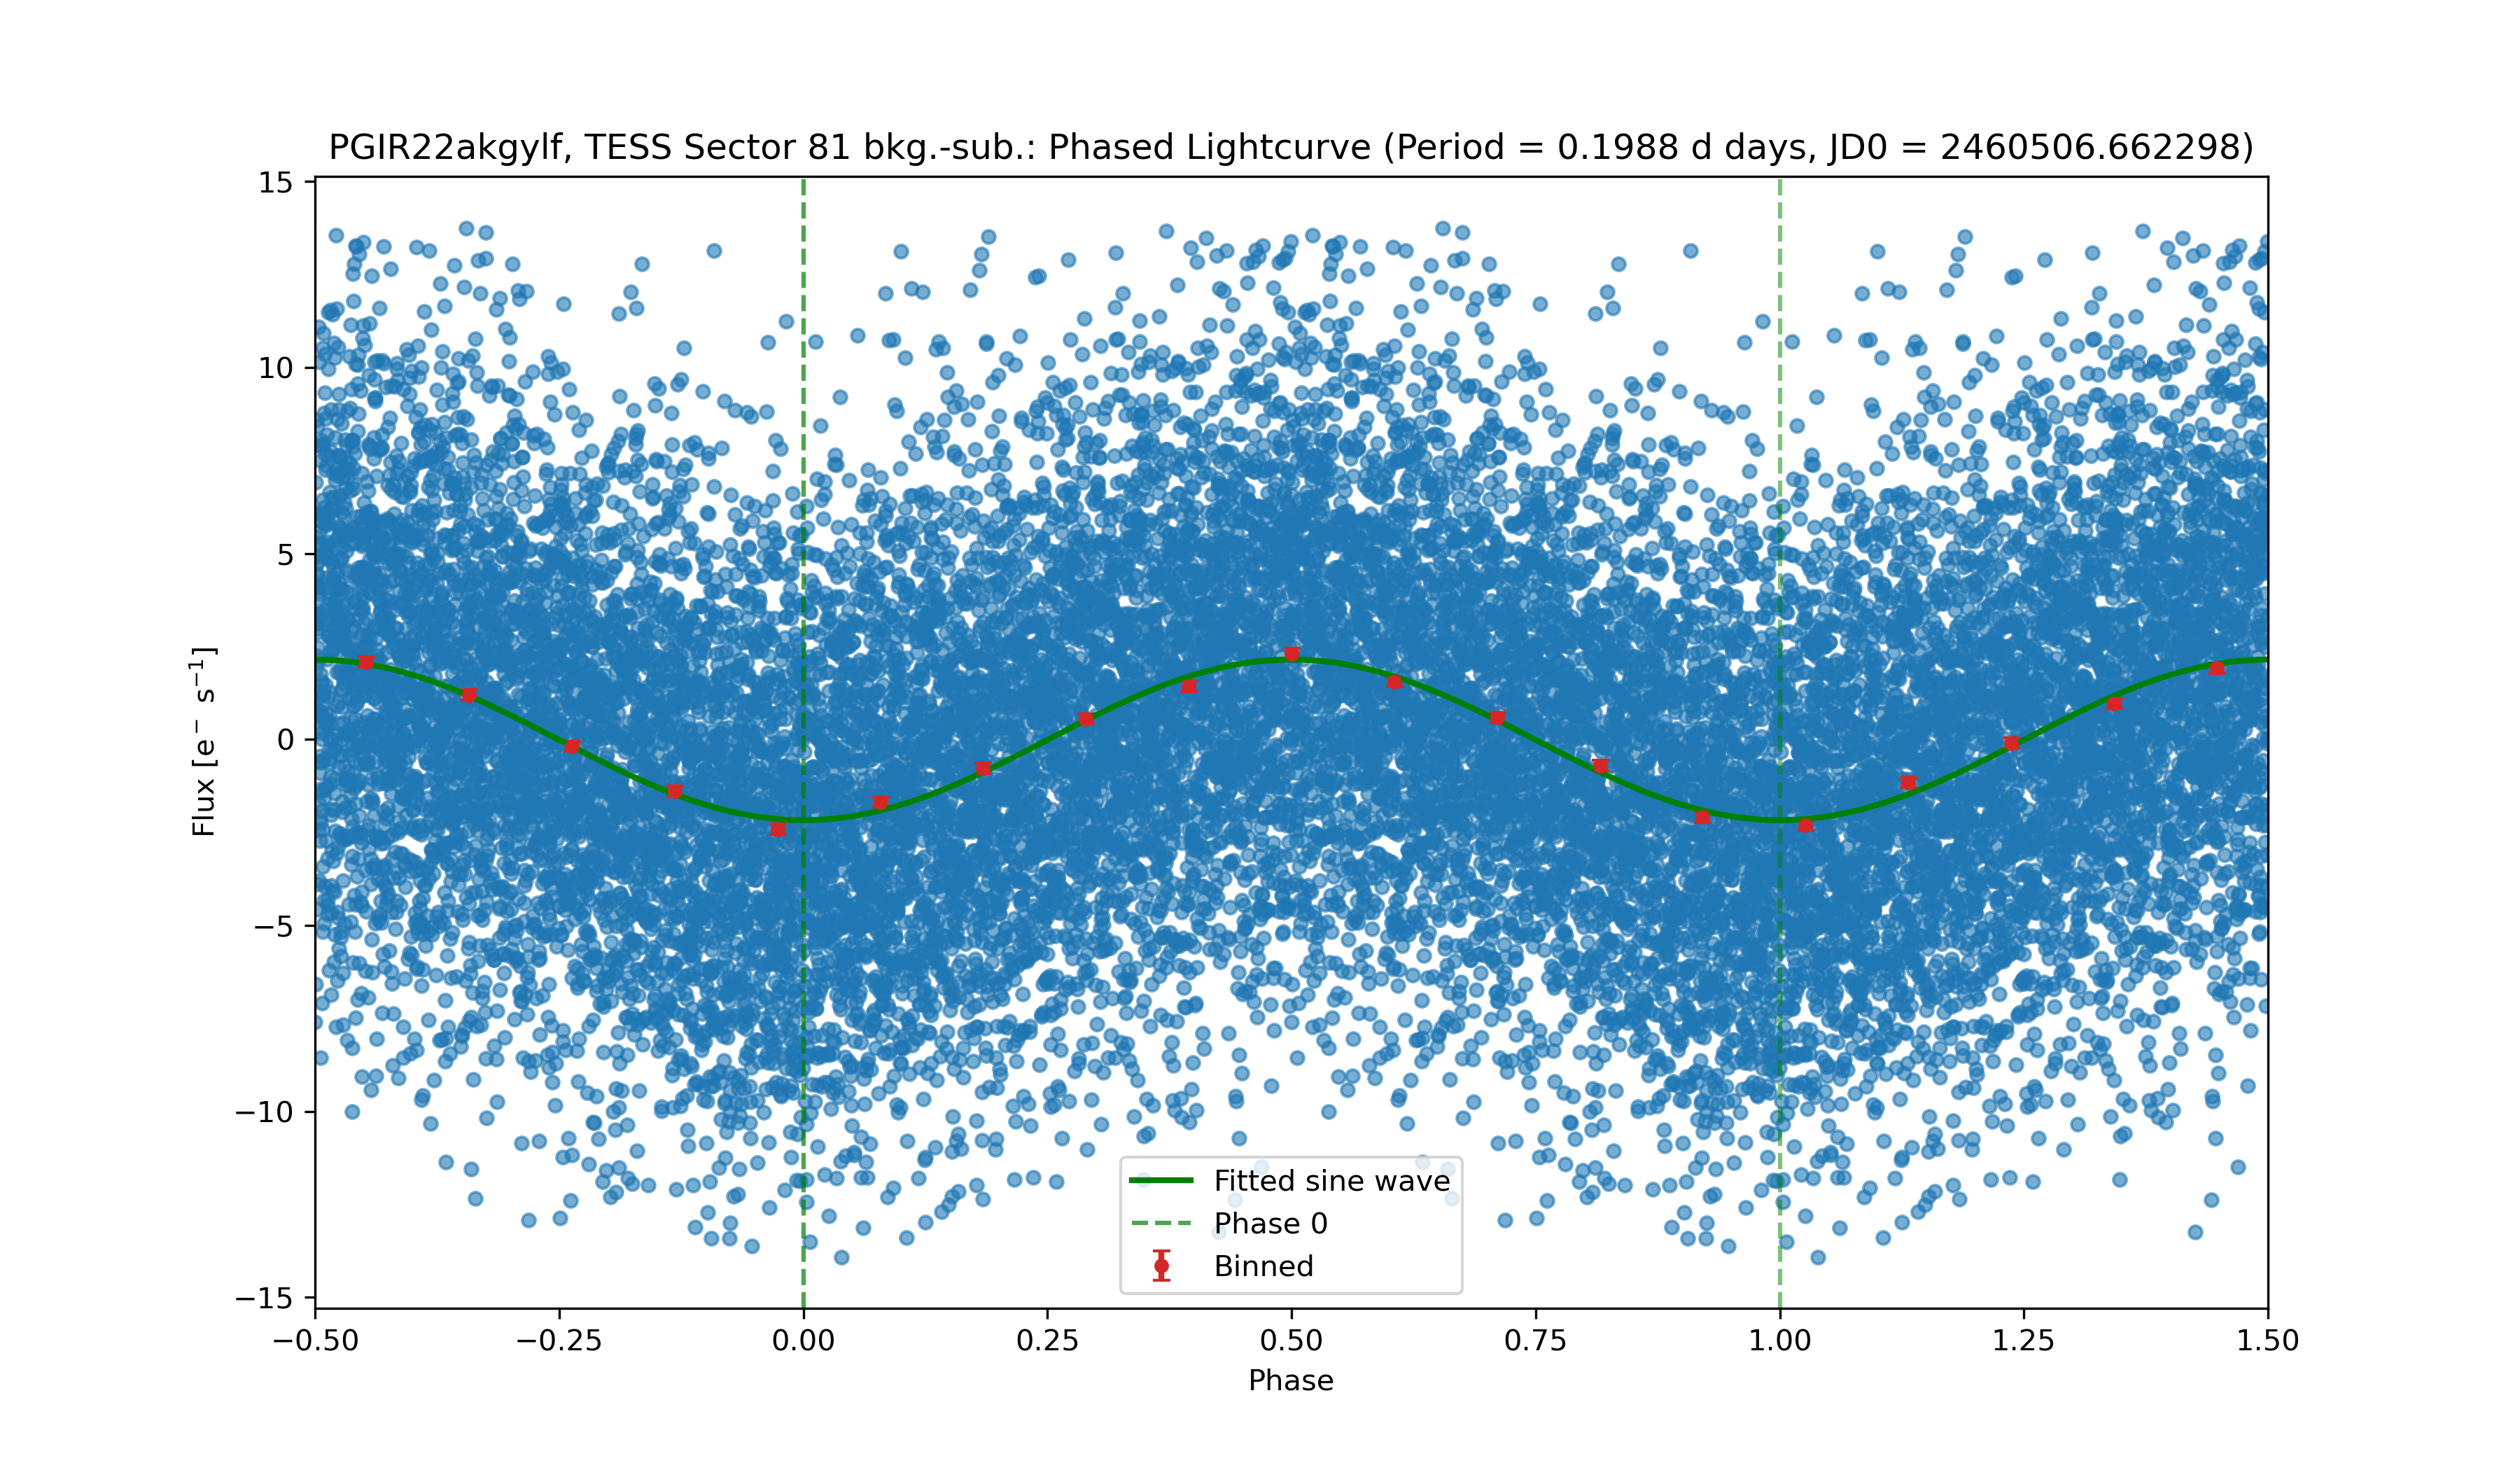 PGIR22akgylf, TESS Sector 81 bkg.-sub.: Phased Lightcurve (Period = 0.1988 d days, JD0 = 2460506.662298)
15
10
5
0
−5
−10
−15
Flux [e⁻ s⁻¹]
Fitted sine wave
Phase 0
Binned
−0.50 −0.25 0.00 0.25 0.50 0.75 1.00 1.25 1.50
Phase